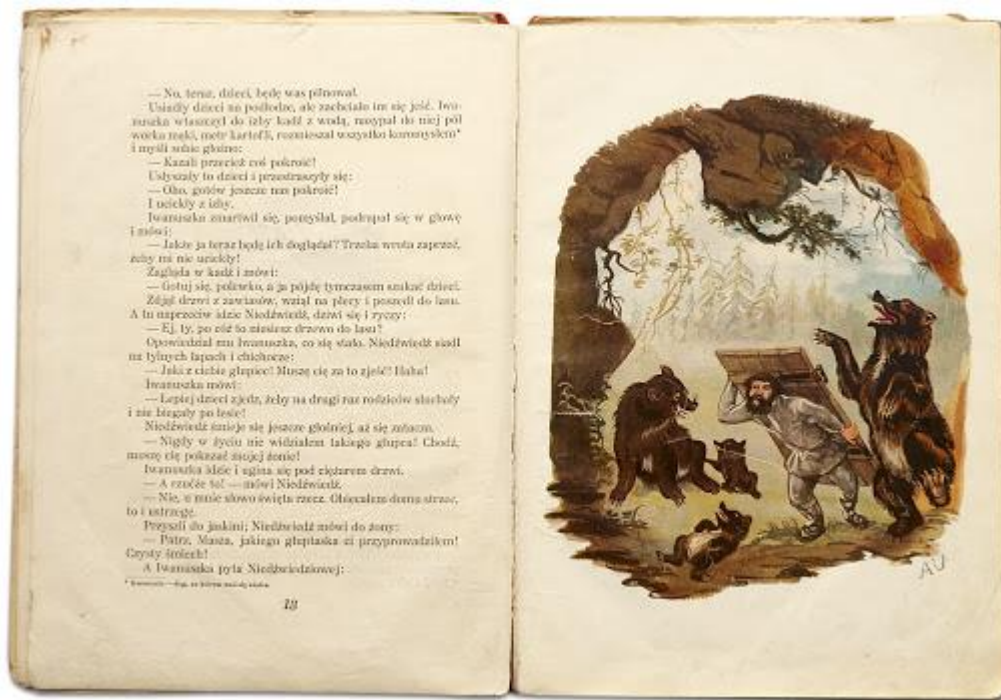 — No, teraz, dzieci, będę was pilnował.
Usiadły dzieci na podłodze, ale zachciało im się jeść. Iwa-
nuszka wtaszczył do izby kadź z wodą, nasypał do niej pół
worka mąki, metr kartofli, rozmieszał wszystko koromysłem*
i myśli sobie głośno:
— Kazali przecież coś pokroić!
Usłyszały to dzieci i przestraszyły się:
— Oho, gotów jeszcze nas pokroić!
I uciekły z izby.
Iwanuszka zmartwił się, pomyślał, podrapał się w głowę
i mówi:
— Jakże ja teraz będę ich doglądał? Trzeba wrota zaprzeć,
żeby mi nie uciekły!
Zagląda w kadź i mówi:
— Gotuj się, polewko, a ja pójdę tymczasem szukać dzieci.
Zdjął drzwi z zawiasów, wziął na plecy i poszedł do lasu.
A tu naprzeciw idzie Niedźwiedź, dziwi się i ryczy:
— Ej, ty, po cóż to niesiesz drzewo do lasu?
Opowiedział mu Iwanuszka, co się stało. Niedźwiedź siadł
na tylnych łapach i chichocze:
— Jaki z ciebie głupiec! Muszę cię za to zjeść! Haha!
Iwanuszka mówi:
— Lepiej dzieci zjedz, żeby na drugi raz rodziców słuchały
i nie biegały po lesie!
Niedźwiedź śmieje się jeszcze głośniej, aż się zatacza.
— Nigdy w życiu nie widziałem takiego głupca! Chodź,
muszę cię pokazać mojej żonie!
Iwanuszka idzie i ugina się pod ciężarem drzwi.
— A rzućże to! — mówi Niedźwiedź.
— Nie, u mnie słowo święta rzecz. Obiecałem domu strzec,
to i ustrzegę.
Przyszli do jaskini; Niedźwiedź mówi do żony:
— Patrz, Masza, jakiego głuptaska ci przyprowadziłem!
Czysty śmiech!
A Iwanuszka pyta Niedźwiedziowej:
13
AV